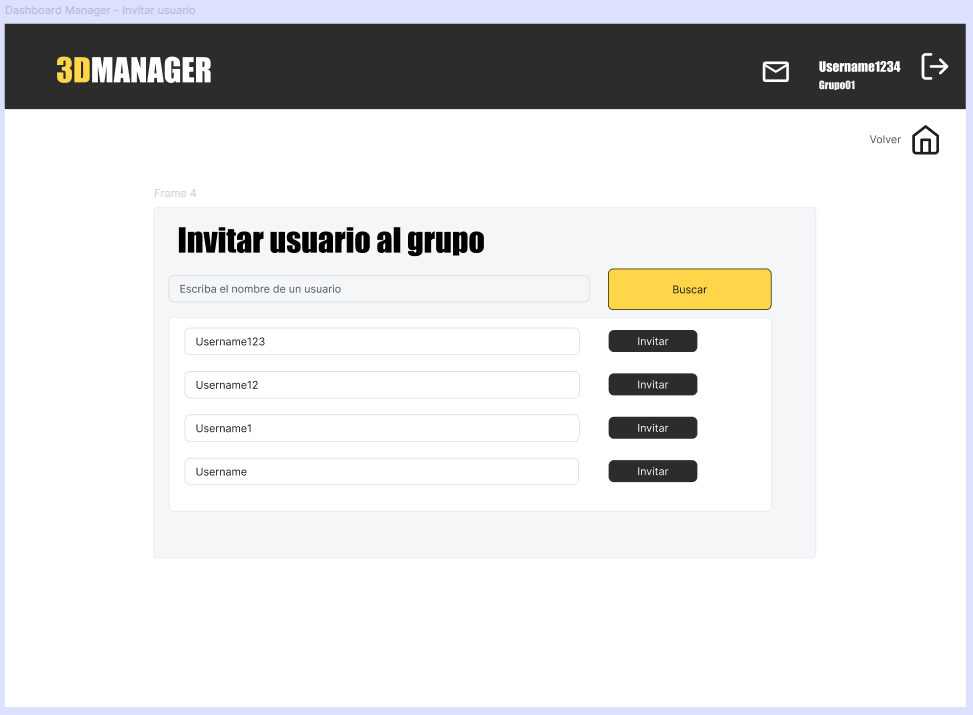 Dashboard Manager - Invitar usuario
3DMANAGER
Username1234
Grupo01
Volver
Frame 4
Invitar usuario al grupo
Escriba el nombre de un usuario
Buscar
Username123
Invitar
Username12
Invitar
Username1
Invitar
Username
Invitar